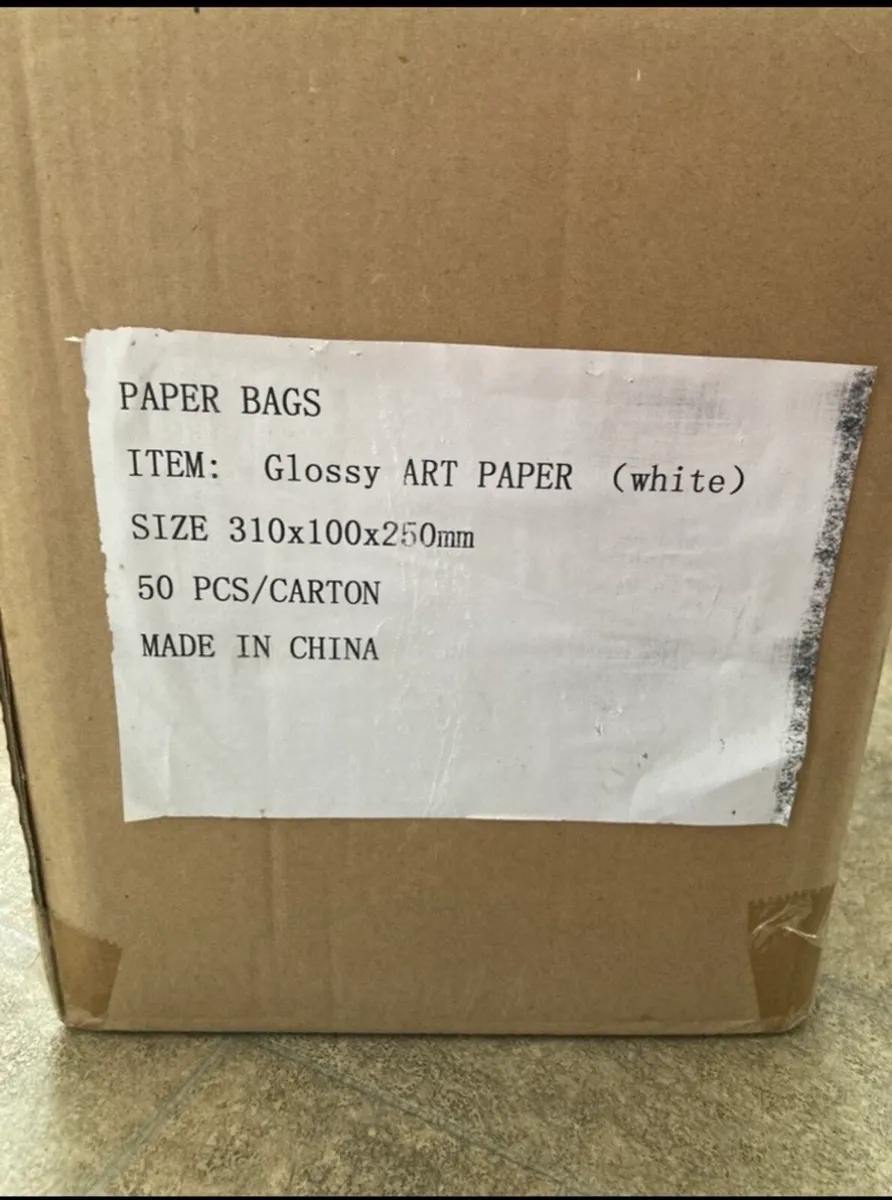 PAPER BAGS
ITEM: Glossy ART PAPER (white)
SIZE 310x100x250mm
50 PCS/CARTON
MADE IN CHINA